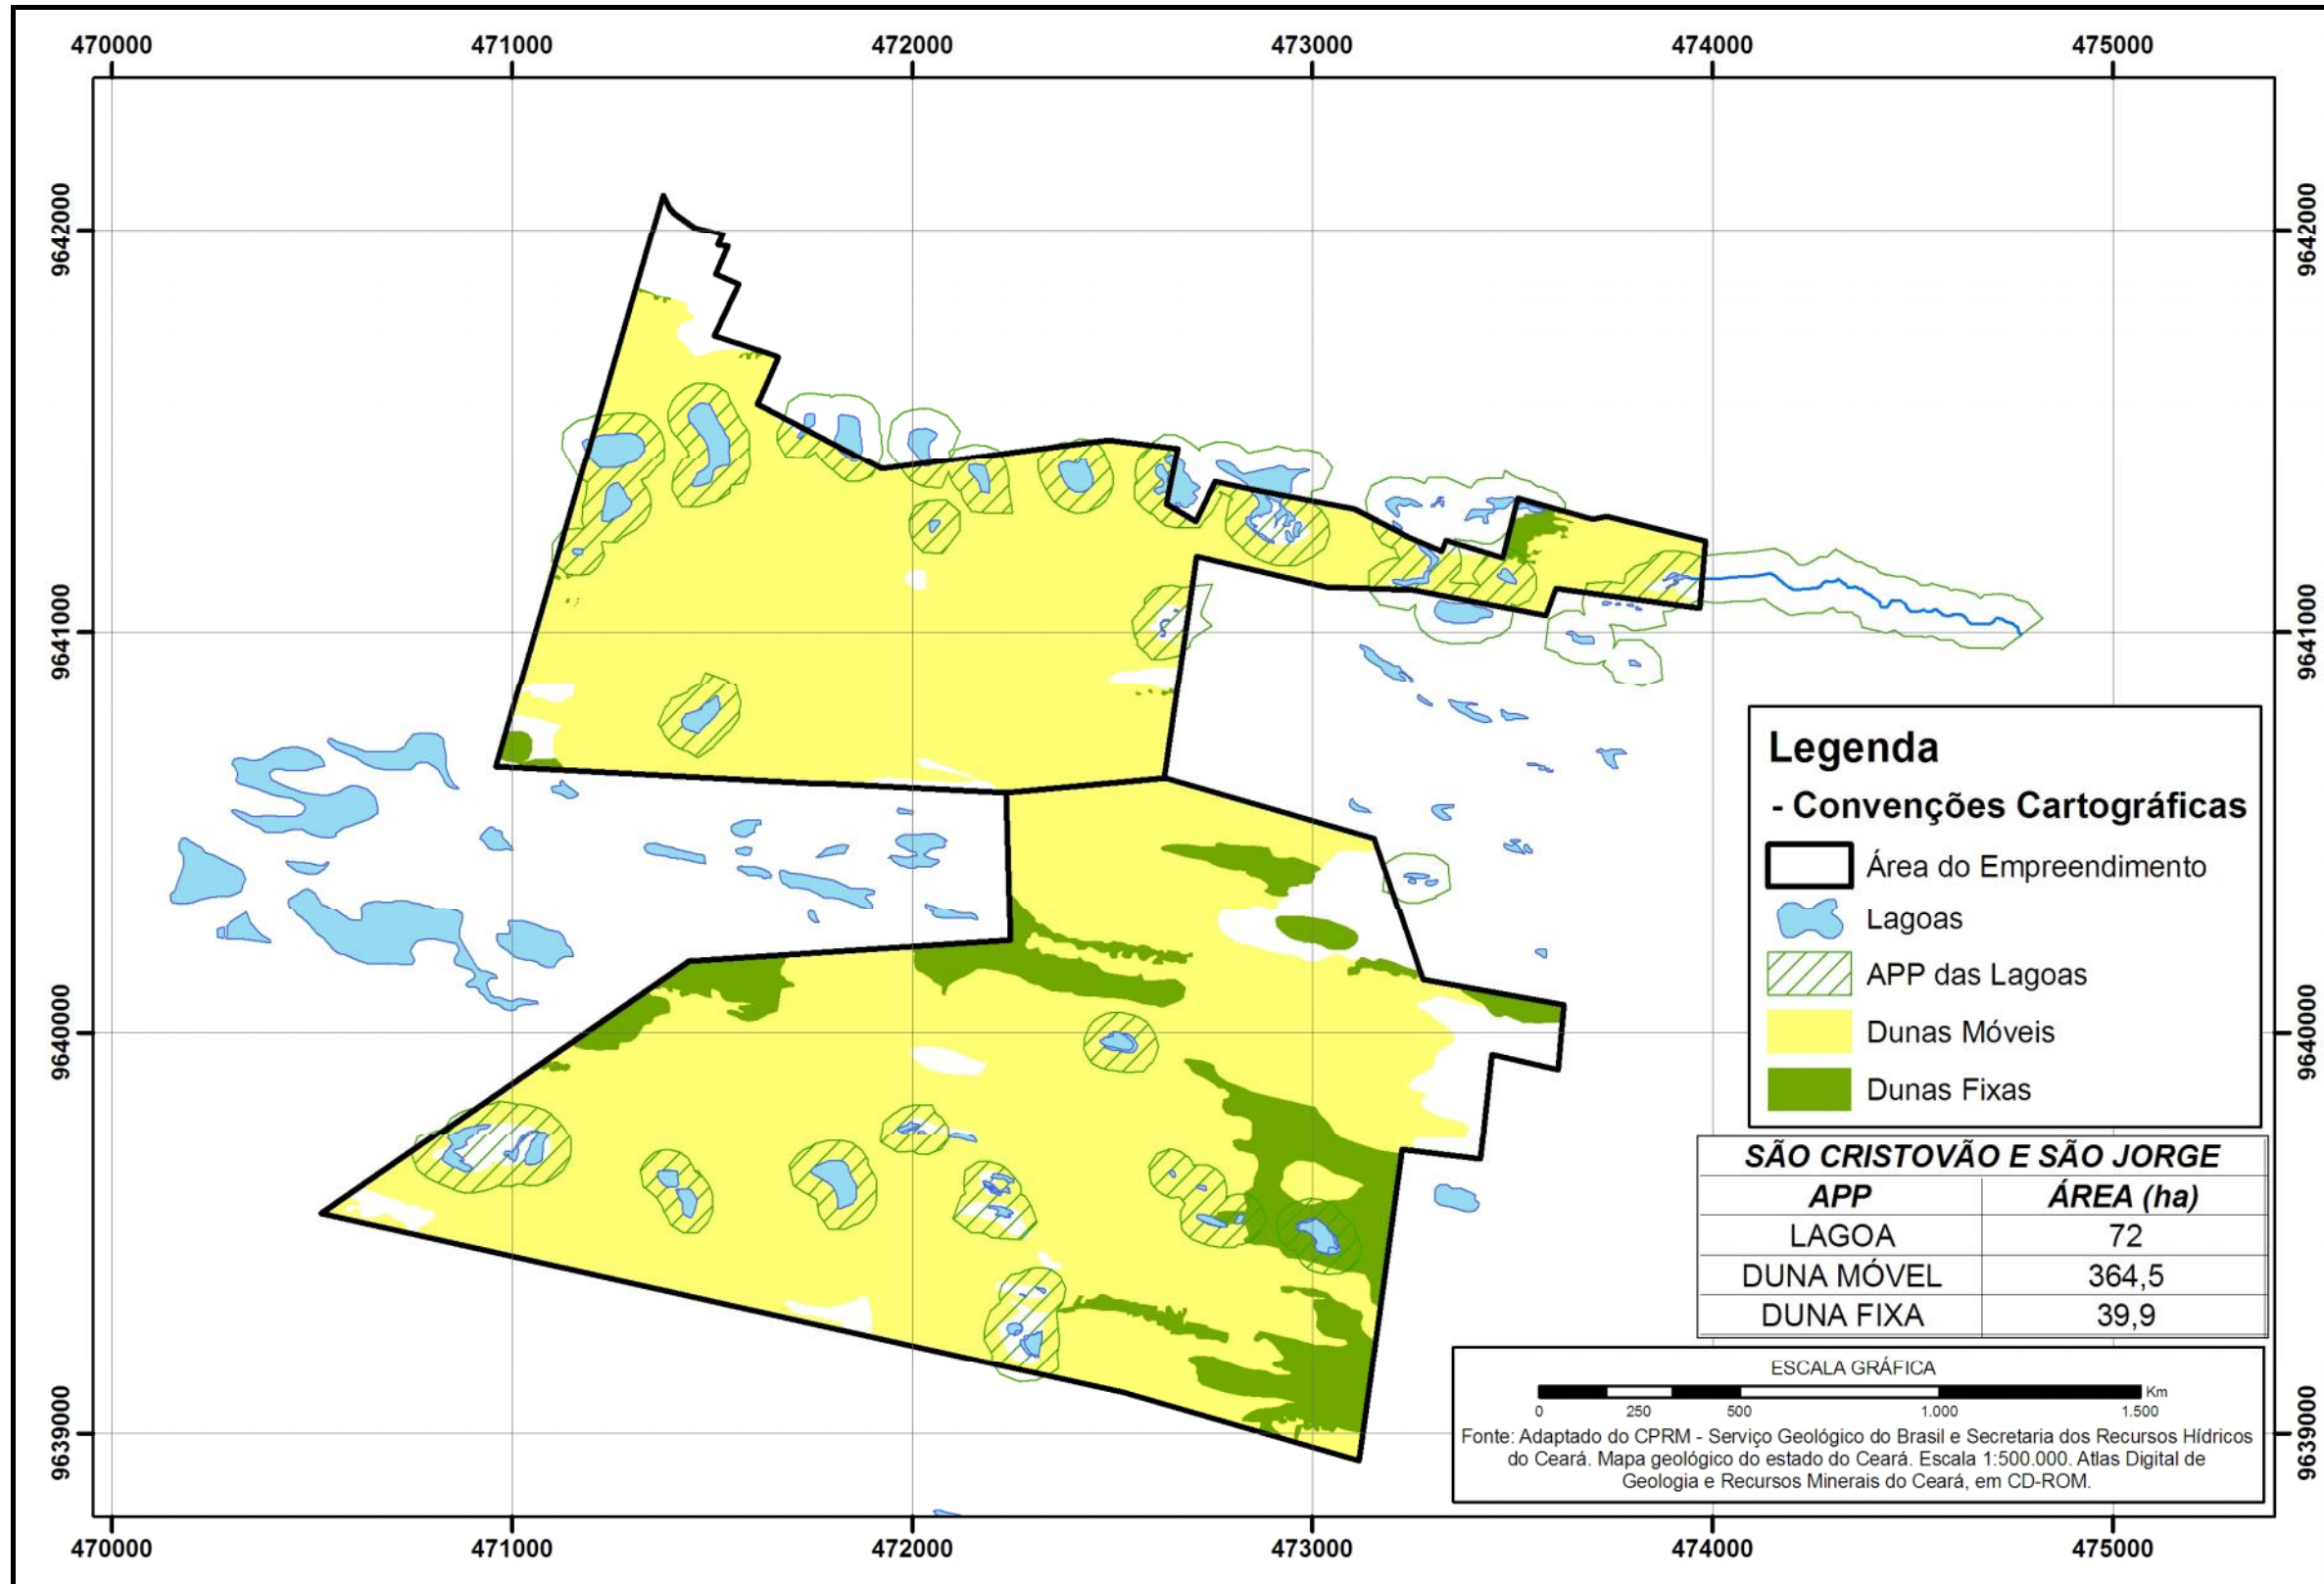 470000 471000 472000 473000 474000 475000
9642000 9642000
9641000 9641000
9640000 9640000
9639000 9639000
Legenda
- Convenções Cartográficas
Área do Empreendimento
Lagoas
APP das Lagoas
Dunas Móveis
Dunas Fixas
SÃO CRISTOVÃO E SÃO JORGE
APP ÁREA (ha)
LAGOA 72
DUNA MÓVEL 364,5
DUNA FIXA 39,9
ESCALA GRÁFICA
Km
0 250 500 1.000 1.500
Fonte: Adaptado do CPRM - Serviço Geológico do Brasil e Secretaria dos Recursos Hídricos
do Ceará. Mapa geológico do estado do Ceará. Escala 1:500.000. Atlas Digital de
Geologia e Recursos Minerais do Ceará, em CD-ROM.
470000 471000 472000 473000 474000 475000